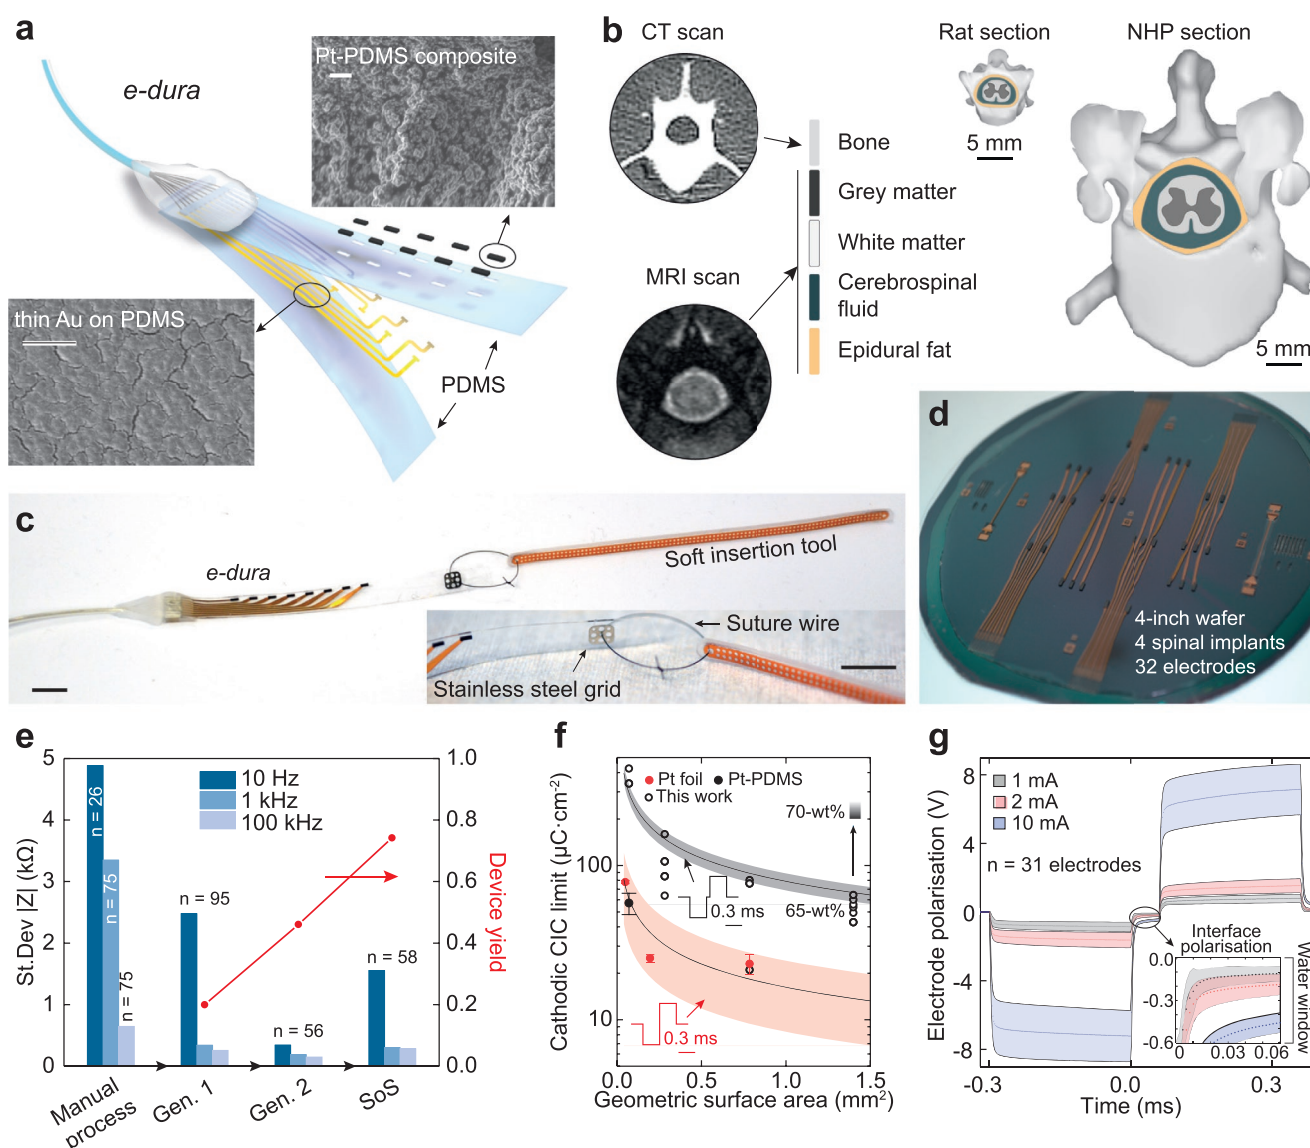 a
e-dura
Pt-PDMS composite
thin Au on PDMS
PDMS
b
CT scan
MRI scan
Bone
Grey matter
White matter
Cerebrospinal
fluid
Epidural fat
Rat section
5 mm
NHP section
5 mm
c
e-dura
Soft insertion tool
Suture wire
Stainless steel grid
d
4-inch wafer
4 spinal implants
32 electrodes
e
St.Dev |Z| (kΩ)
5
4
3
2
1
0
10 Hz
1 kHz
100 kHz
n = 26
n = 75
n = 75
n = 95
n = 56
n = 58
Manual
process
Gen. 1
Gen. 2
SoS
1.0
0.8
0.6
0.4
0.2
0.0
Device yield
f
Cathodic CIC limit (µC·cm⁻²)
100
10
Pt foil
Pt-PDMS
This work
70-wt%
65-wt%
0.3 ms
0.3 ms
0.0
0.5
1.0
1.5
Geometric surface area (mm²)
g
Electrode polarisation (V)
8
4
0
-4
-8
1 mA
2 mA
10 mA
n = 31 electrodes
Interface
polarisation
0.0
-0.3
-0.6
0
0.03
0.06
Water window
-0.3
0.0
0.3
Time (ms)